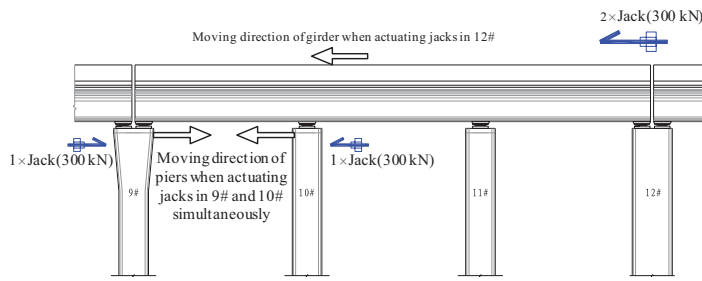 2×Jack(300 kN)
Moving direction of girder when actuating jacks in 12#
1×Jack(300 kN)
Moving direction of
piers when actuating
jacks in 9# and 10#
simultaneously
1×Jack(300 kN)
9#
10#
11#
12#